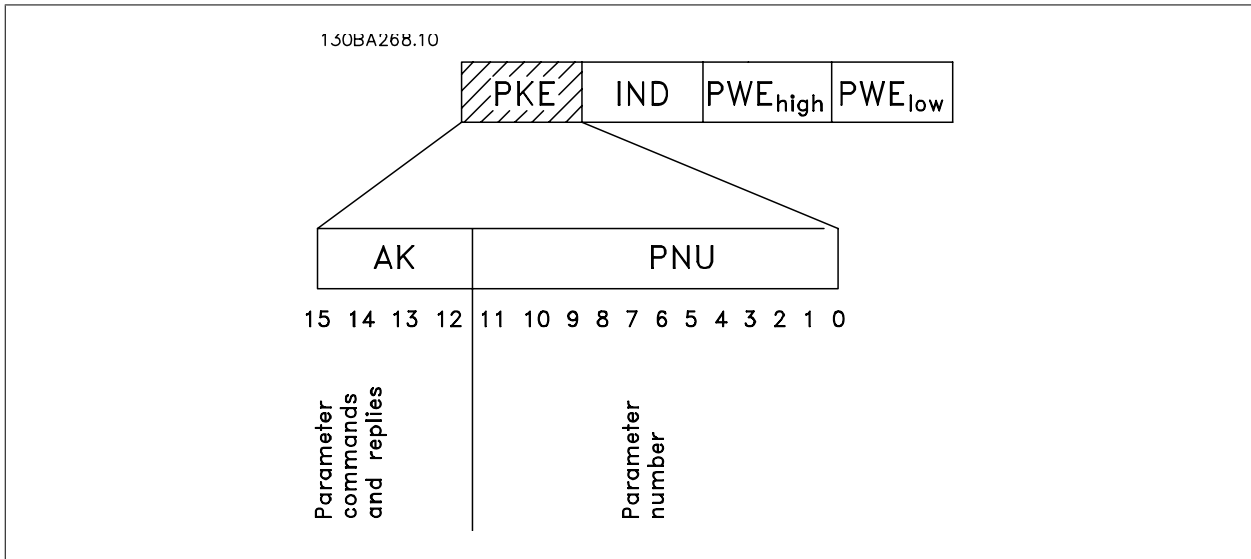 130BA268.10
PKE IND PWEhigh PWElow
AK PNU
15 14 13 12 11 10 9 8 7 6 5 4 3 2 1 0
Parameter
commands
and replies
Parameter
number